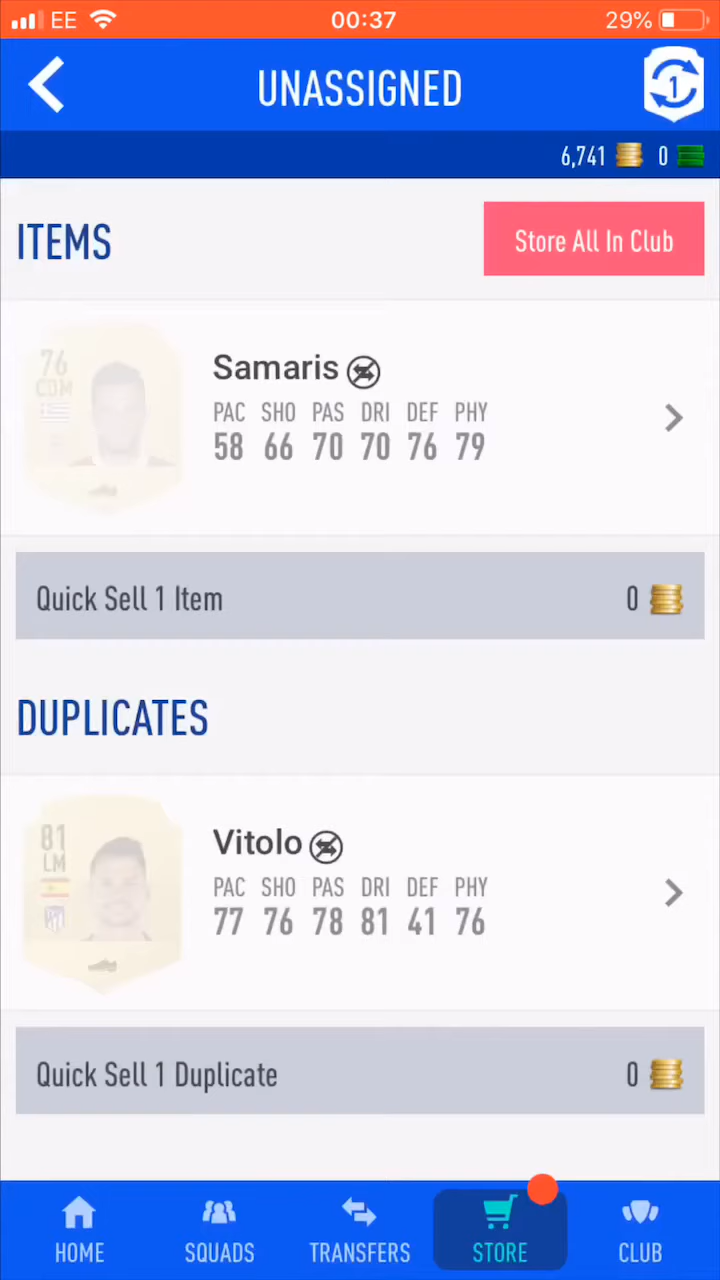 EE 00:37 29%
UNASSIGNED
1
6,741 0
ITEMS
Store All In Club
76
CDM
Samaris
PAC SHO PAS DRI DEF PHY
58 66 70 70 76 79
Quick Sell 1 Item 0
DUPLICATES
81
LM
Vitolo
PAC SHO PAS DRI DEF PHY
77 76 78 81 41 76
Quick Sell 1 Duplicate 0
HOME SQUADS TRANSFERS STORE CLUB